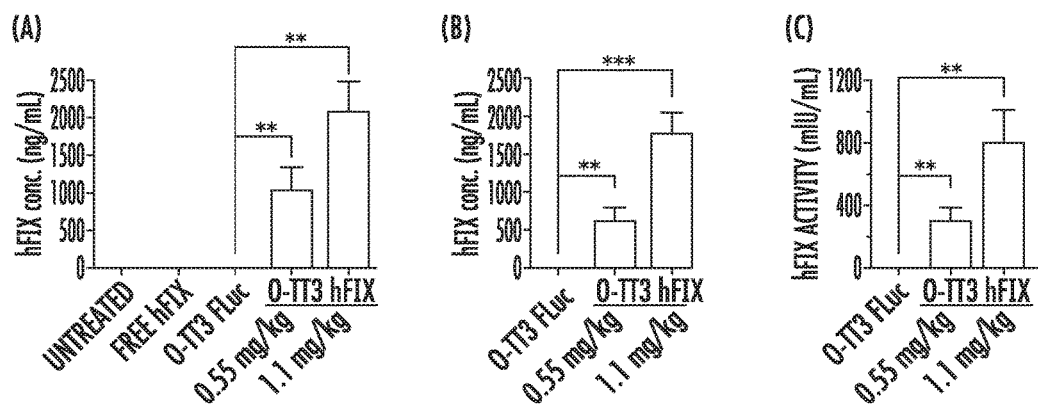 (A)
hFIX conc. (ng/mL)
2500
2000
1500
1000
500
0
**
**
UNTREATED
FREE hFIX
O-TT3 FLuc
O-TT3 hFIX
0.55 mg/kg
1.1 mg/kg
(B)
hFIX conc. (ng/mL)
2500
2000
1500
1000
500
0
***
**
O-TT3 FLuc
O-TT3 hFIX
0.55 mg/kg
1.1 mg/kg
(C)
hFIX ACTIVITY (mIU/mL)
1200
800
400
0
**
**
O-TT3 FLuc
O-TT3 hFIX
0.55 mg/kg
1.1 mg/kg